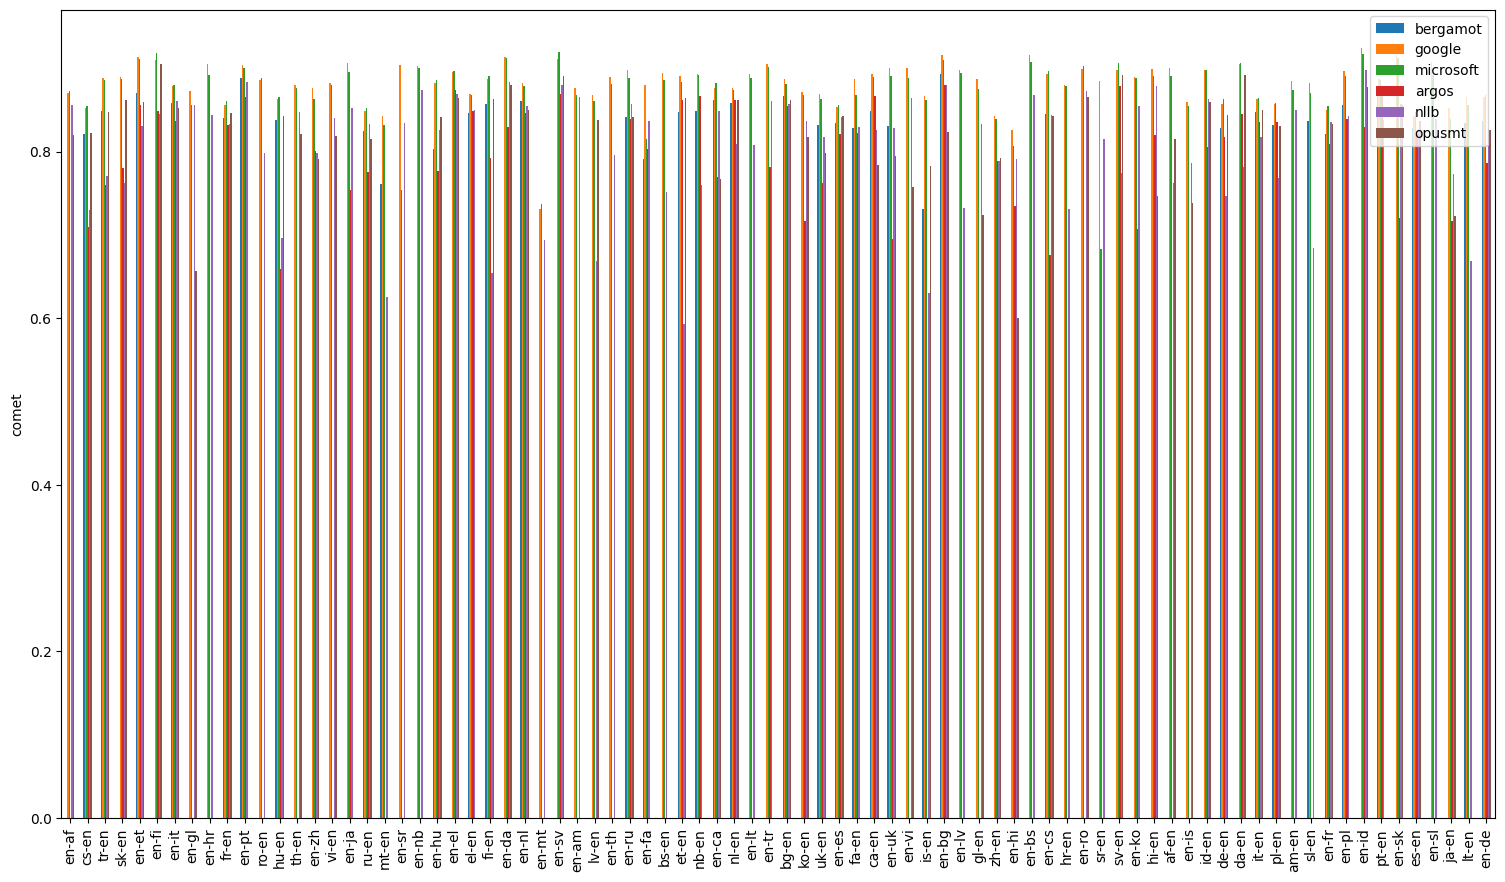 bergamot
google
microsoft
argos
nllb
opusmt
comet
0.8
0.6
0.4
0.2
0.0
en-af
cs-en
tr-en
sk-en
en-et
en-fi
en-it
en-gl
en-hr
fr-en
en-pt
ro-en
hu-en
th-en
en-zh
vi-en
en-ja
ru-en
mt-en
en-sr
en-nb
en-hu
en-el
el-en
fi-en
en-da
en-nl
en-mt
en-sv
en-am
lv-en
en-th
en-ru
en-fa
bs-en
et-en
nb-en
en-ca
nl-en
en-lt
en-tr
bg-en
ko-en
uk-en
en-es
fa-en
ca-en
en-uk
en-vi
is-en
en-bg
en-lv
gl-en
zh-en
en-hi
en-bs
en-cs
hr-en
en-ro
sr-en
sv-en
en-ko
hi-en
af-en
en-is
id-en
de-en
da-en
it-en
pl-en
am-en
sl-en
en-fr
en-pl
en-id
pt-en
en-sk
es-en
en-sl
ja-en
lt-en
en-de